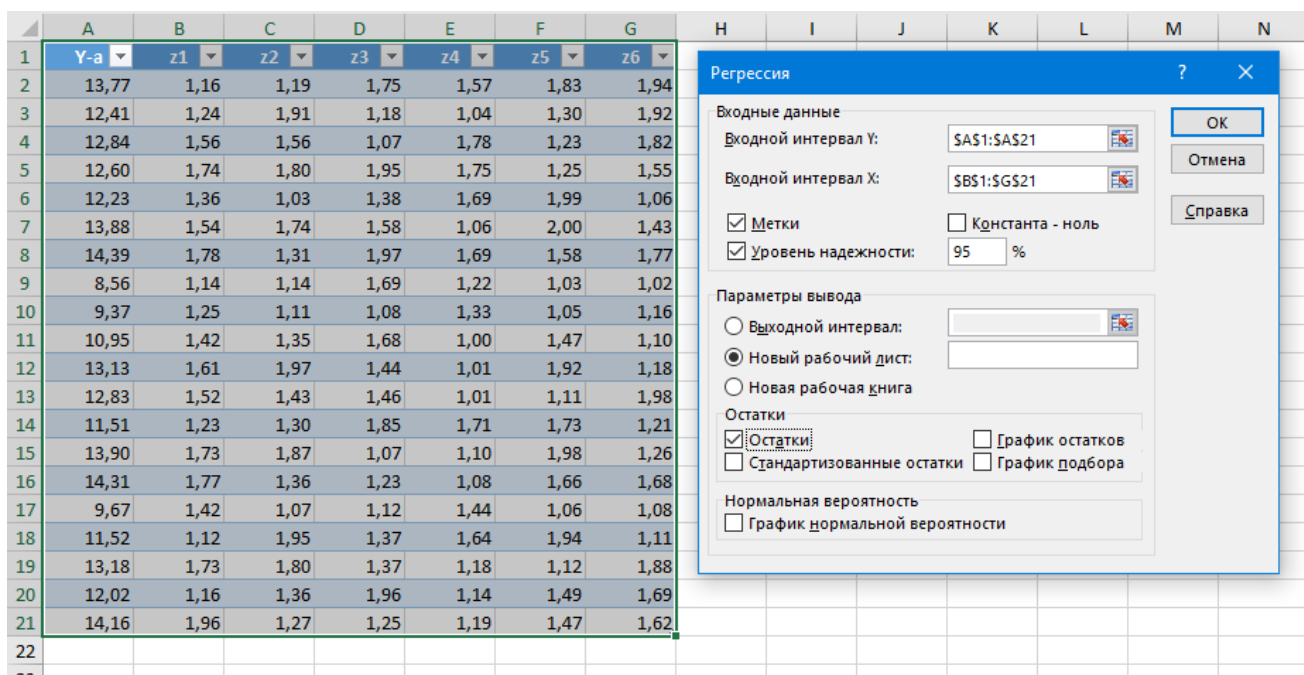 A B C D E F G H I J K L M N
1 Y-a z1 z2 z3 z4 z5 z6
2 13,77 1,16 1,19 1,75 1,57 1,83 1,94
3 12,41 1,24 1,91 1,18 1,04 1,30 1,92
4 12,84 1,56 1,56 1,07 1,78 1,23 1,82
5 12,60 1,74 1,80 1,95 1,75 1,25 1,55
6 12,23 1,36 1,03 1,38 1,69 1,99 1,06
7 13,88 1,54 1,74 1,58 1,06 2,00 1,43
8 14,39 1,78 1,31 1,97 1,69 1,58 1,77
9 8,56 1,14 1,14 1,69 1,22 1,03 1,02
10 9,37 1,25 1,11 1,08 1,33 1,05 1,16
11 10,95 1,42 1,35 1,68 1,00 1,47 1,10
12 13,13 1,61 1,97 1,44 1,01 1,92 1,18
13 12,83 1,52 1,43 1,46 1,01 1,11 1,98
14 11,51 1,23 1,30 1,85 1,71 1,73 1,21
15 13,90 1,73 1,87 1,07 1,10 1,98 1,26
16 14,31 1,77 1,36 1,23 1,08 1,66 1,68
17 9,67 1,42 1,07 1,12 1,44 1,06 1,08
18 11,52 1,12 1,95 1,37 1,64 1,94 1,11
19 13,18 1,73 1,80 1,37 1,18 1,12 1,88
20 12,02 1,16 1,36 1,96 1,14 1,49 1,69
21 14,16 1,96 1,27 1,25 1,19 1,47 1,62
22
Регрессия ? ×
Входные данные
Входной интервал Y: $A$1:$A$21
Входной интервал X: $B$1:$G$21
Метки Константа - ноль
Уровень надежности: 95 %
Параметры вывода
Выходной интервал:
Новый рабочий лист:
Новая рабочая книга
Остатки
Остатки График остатков
Стандартизованные остатки График подбора
Нормальная вероятность
График нормальной вероятности
ОК
Отмена
Справка